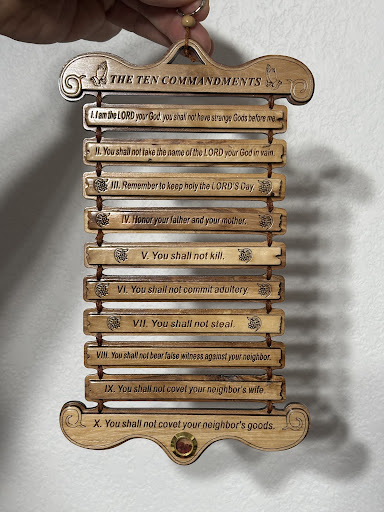 THE TEN COMMANDMENTS
I. I am the LORD your God, you shall not have strange Gods before me.
II. You shall not take the name of the LORD your God in vain.
III. Remember to keep holy the LORD'S Day.
IV. Honor your father and your mother.
V. You shall not kill.
VI. You shall not commit adultery.
VII. You shall not steal.
VIII. You shall not bear false witness against your neighbor.
IX. You shall not covet your neighbor's wife.
X. You shall not covet your neighbor's goods.